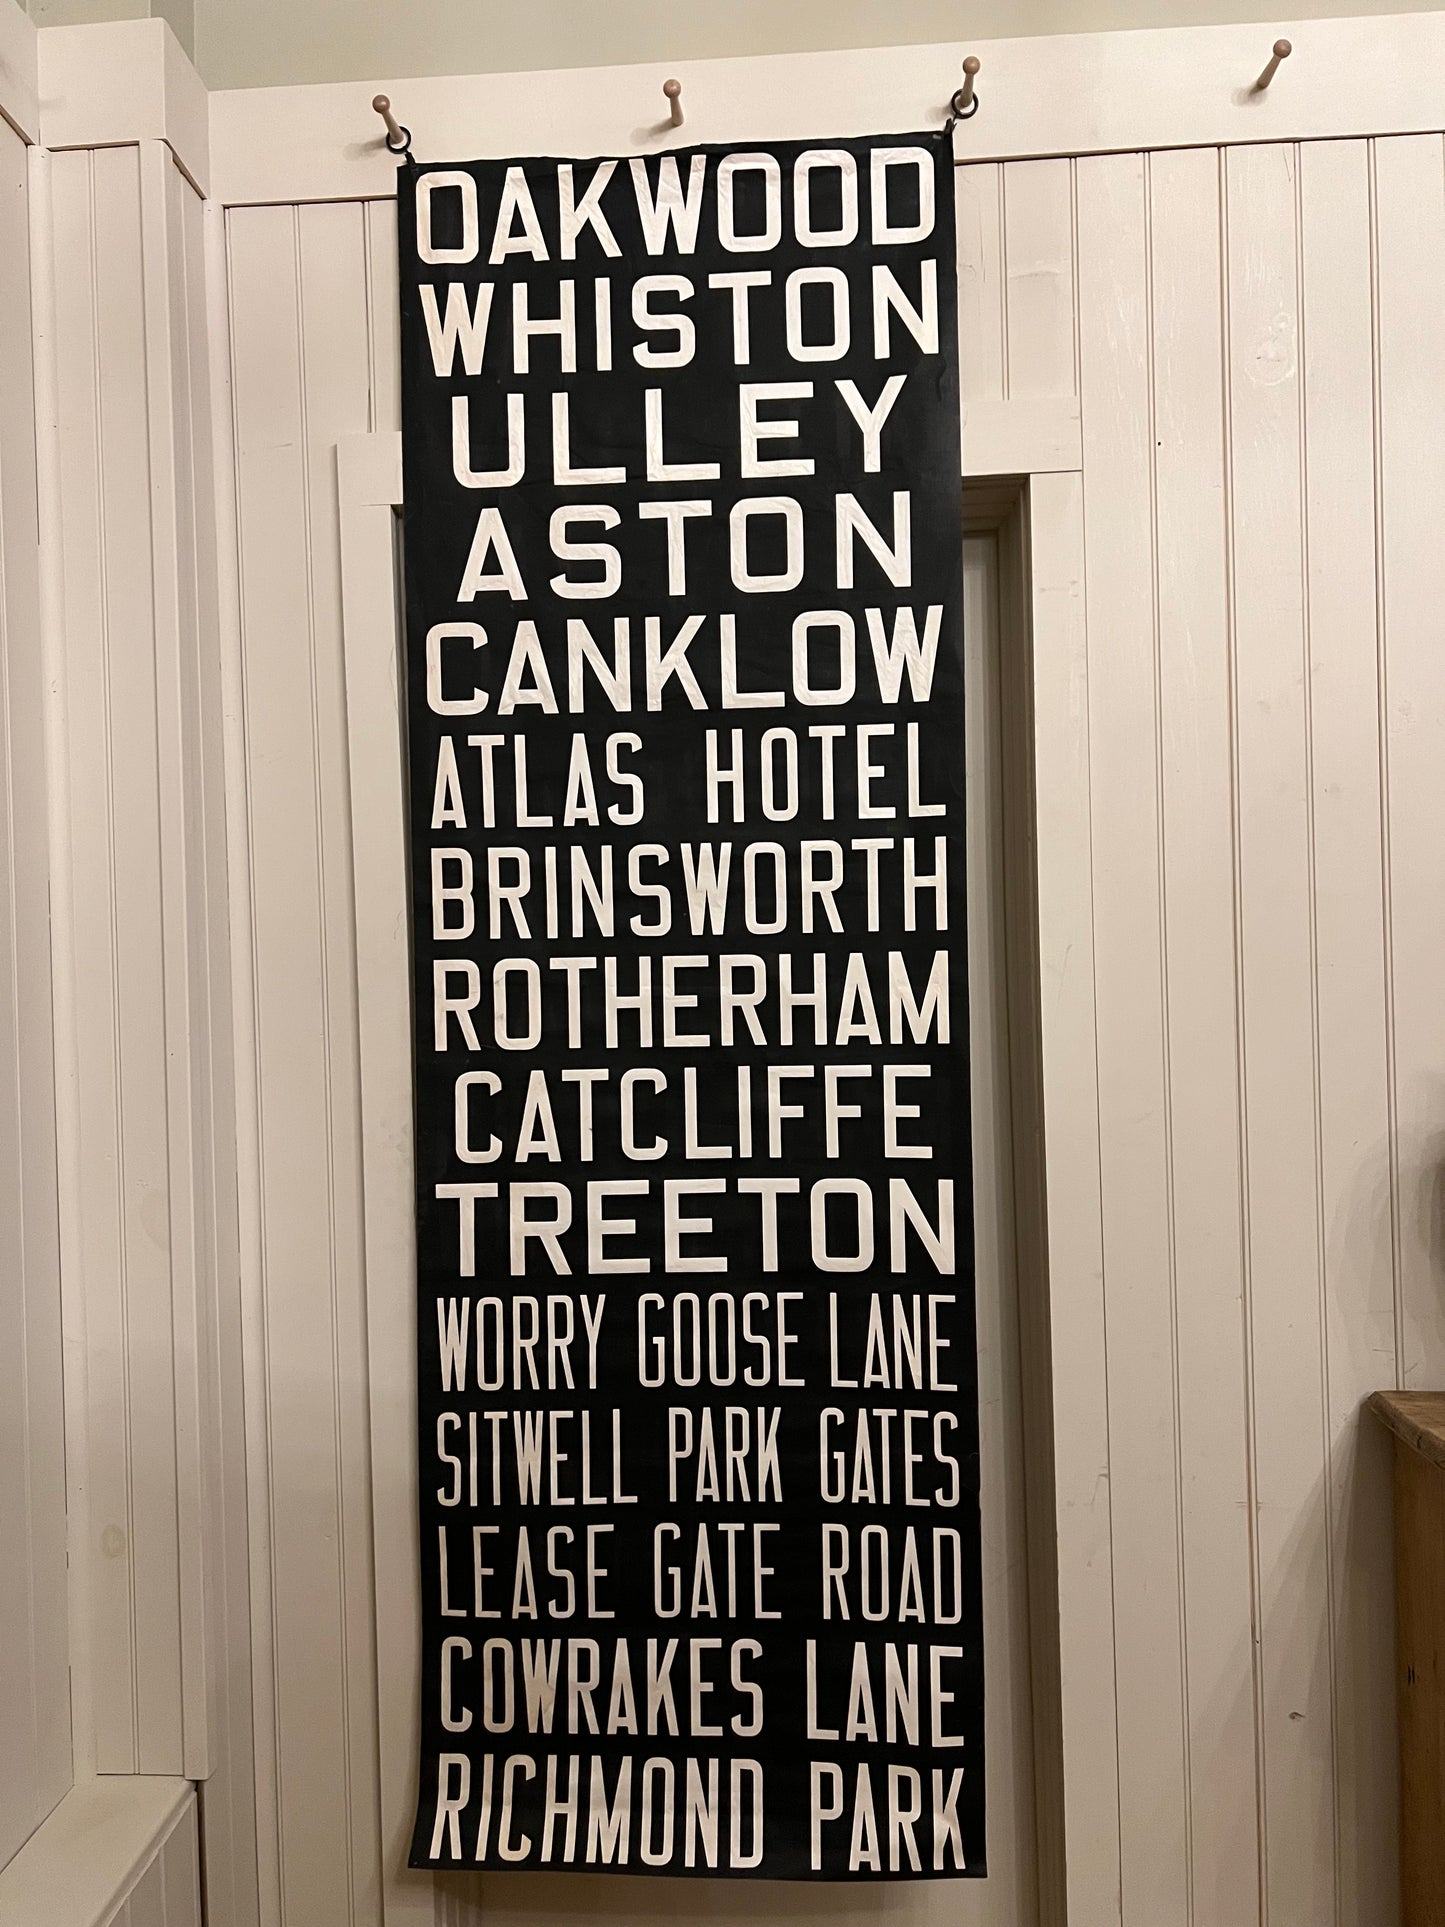 OAKWOOD
WHISTON
ULLEY
ASTON
CANKLOW
ATLAS HOTEL
BRINSWORTH
ROTHERHAM
CATCLIFFE
TREETON
WORRY GOOSE LANE
SITWELL PARK GATES
LEASE GATE ROAD
COWRAKES LANE
RICHMOND PARK